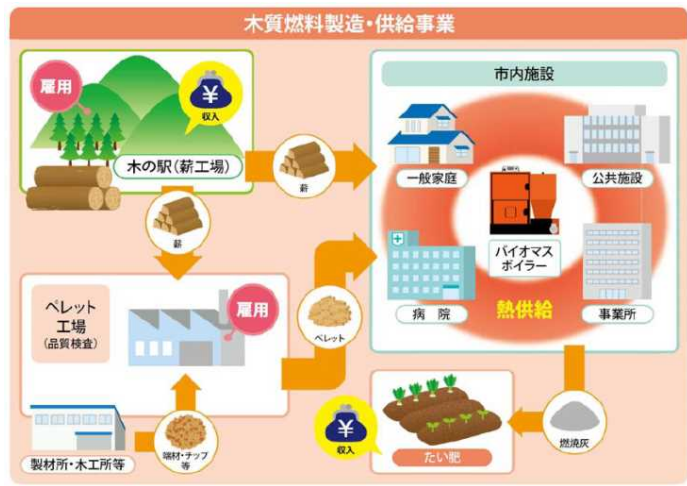 木質燃料製造・供給事業
雇用
¥
収入
木の駅(薪工場)
薪
薪
市内施設
一般家庭
公共施設
バイオマス
ボイラー
病院
熱供給
事業所
ペレット
工場
(品質検査)
雇用
ペレット
製材所・木工所等
端材・チップ
等
¥
収入
たい肥
燃焼灰